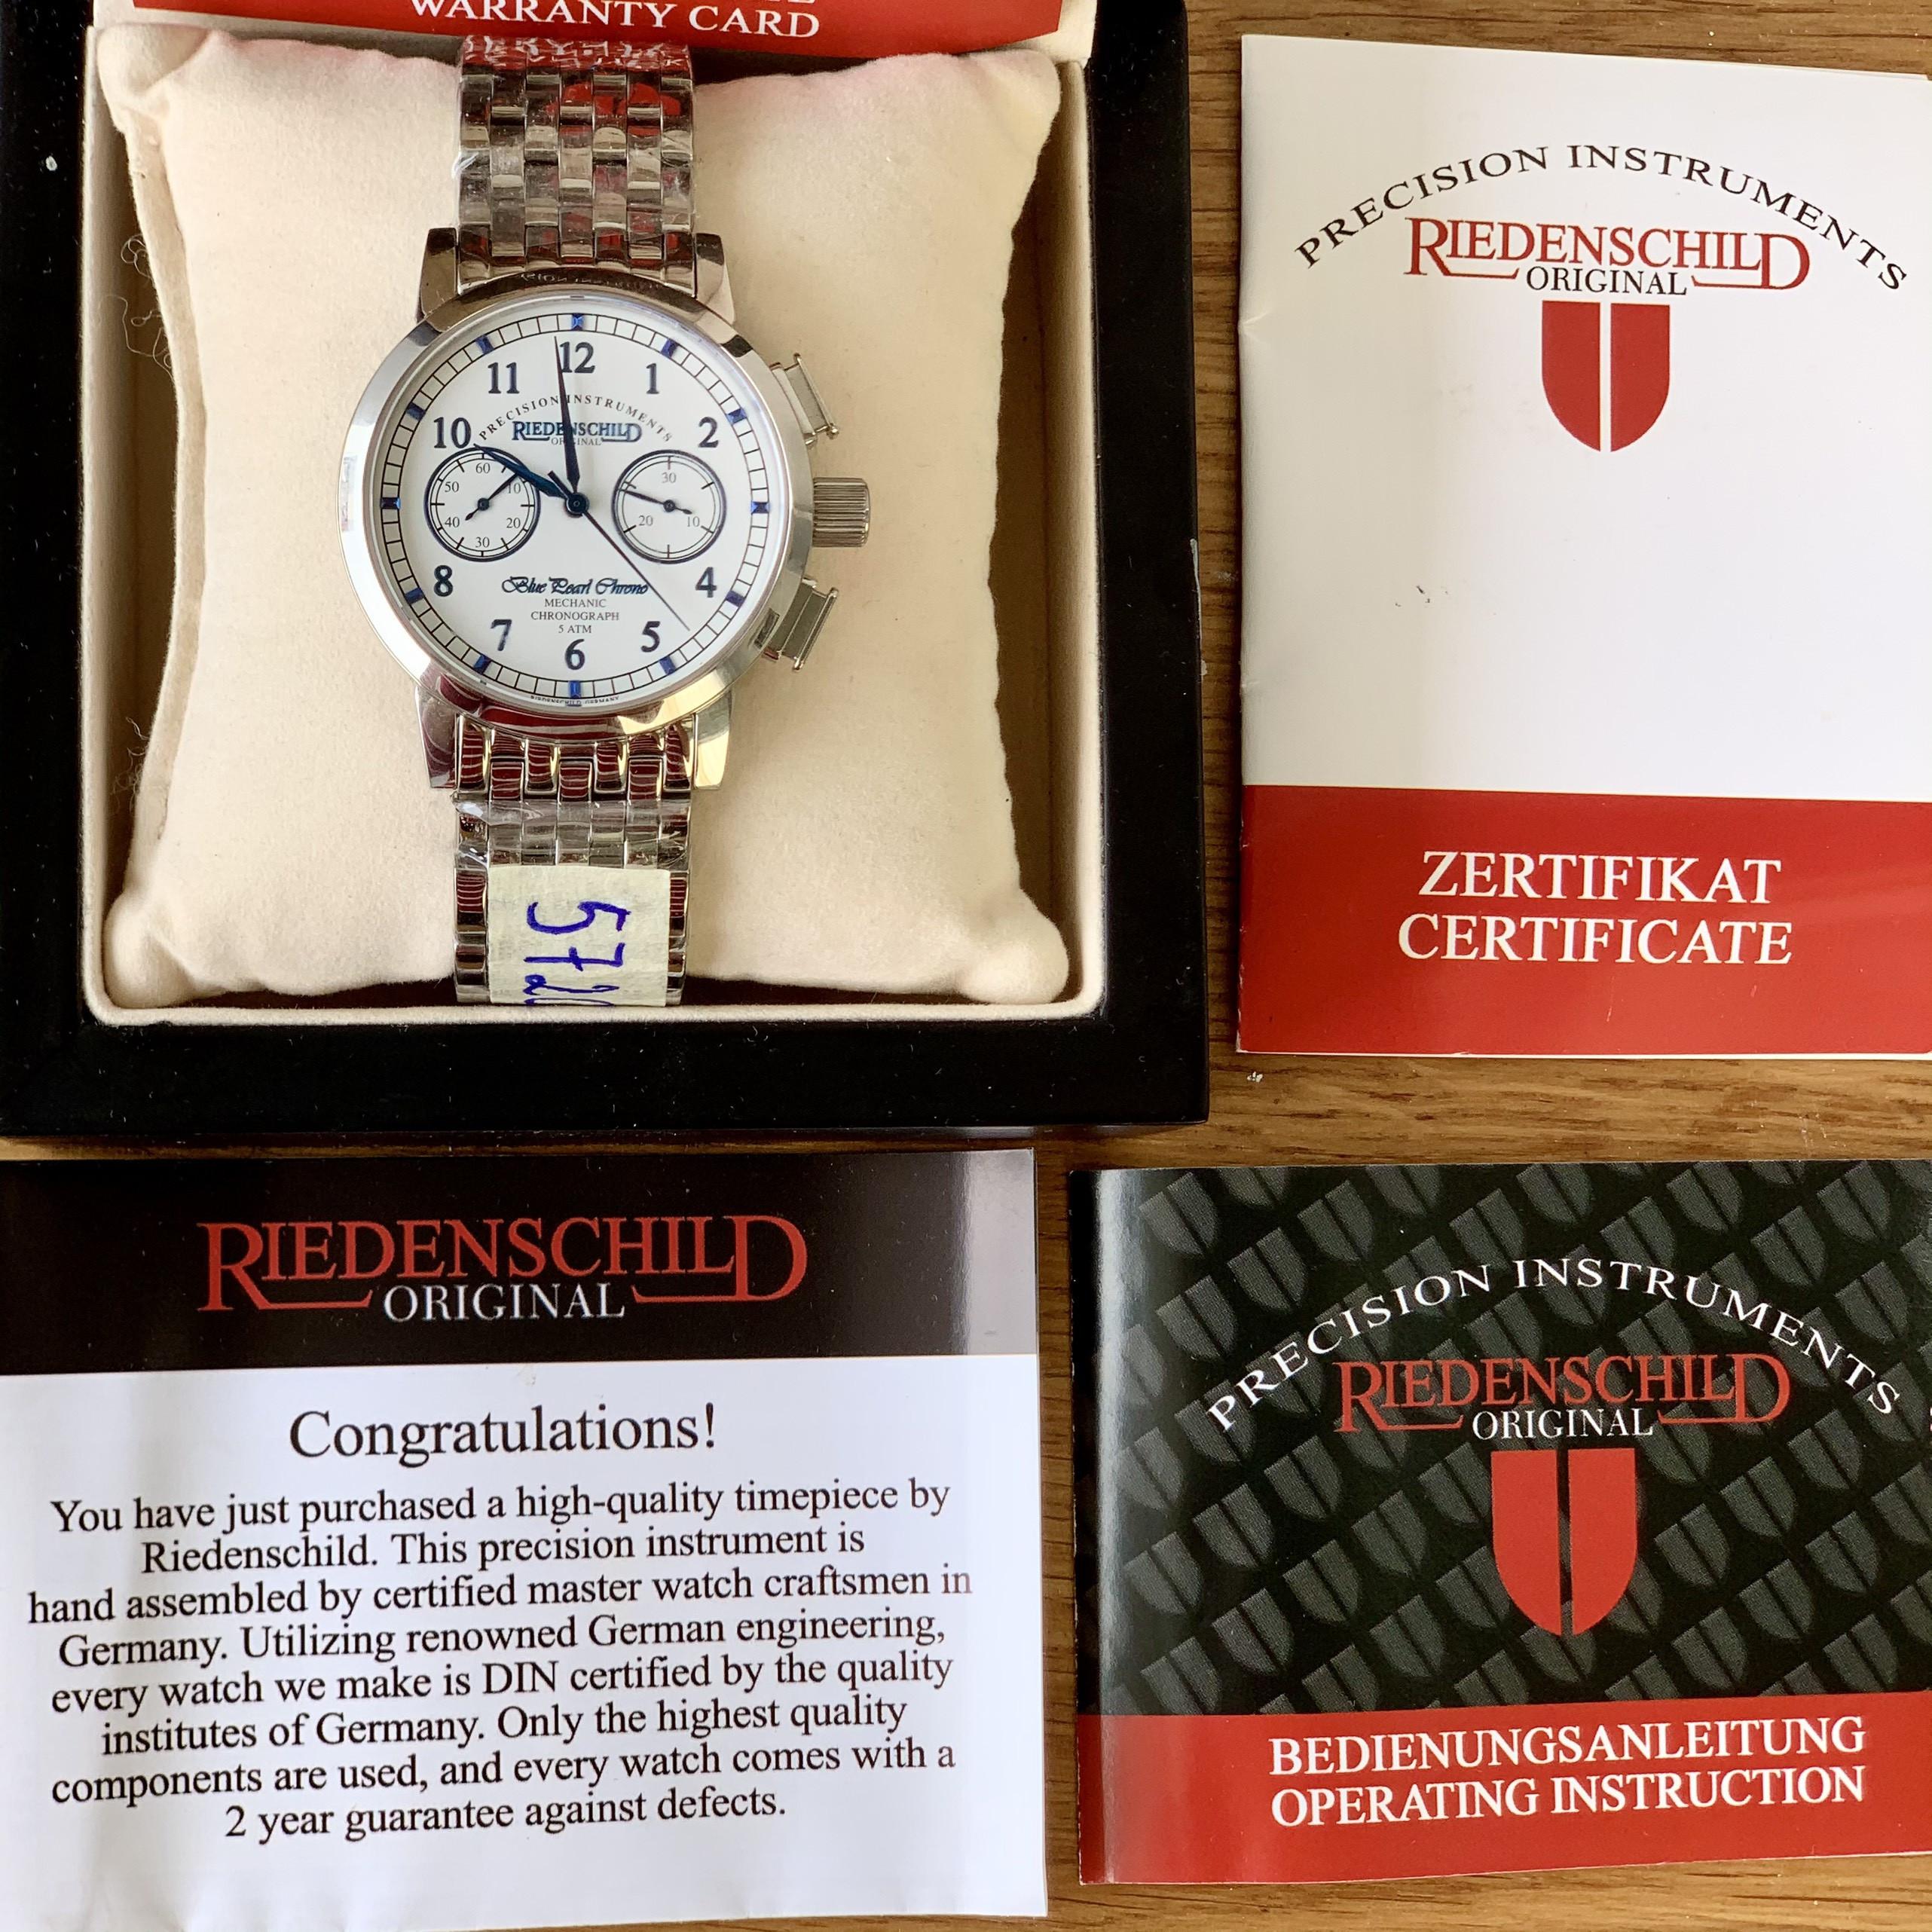 WARRANTY CARD
12
11
1
10
2
PRECISION INSTRUMENTS
RIEDENSCHILD
ORIGINAL
60
50
10
40
20
30
30
20
10
8
4
Blue Pearl Chrono
MECHANIC
CHRONOGRAPH
5 ATM
7
5
6
RIEDENSCHILD GERMANY
PRECISION INSTRUMENTS
RIEDENSCHILD
ORIGINAL
ZERTIFIKAT
CERTIFICATE
RIEDENSCHILD
ORIGINAL
Congratulations!
You have just purchased a high-quality timepiece by
Riedenschild. This precision instrument is
hand assembled by certified master watch craftsmen in
Germany. Utilizing renowned German engineering,
every watch we make is DIN certified by the quality
institutes of Germany. Only the highest quality
components are used, and every watch comes with a
2 year guarantee against defects.
PRECISION INSTRUMENTS
RIEDENSCHILD
ORIGINAL
BEDIENUNGSANLEITUNG
OPERATING INSTRUCTION